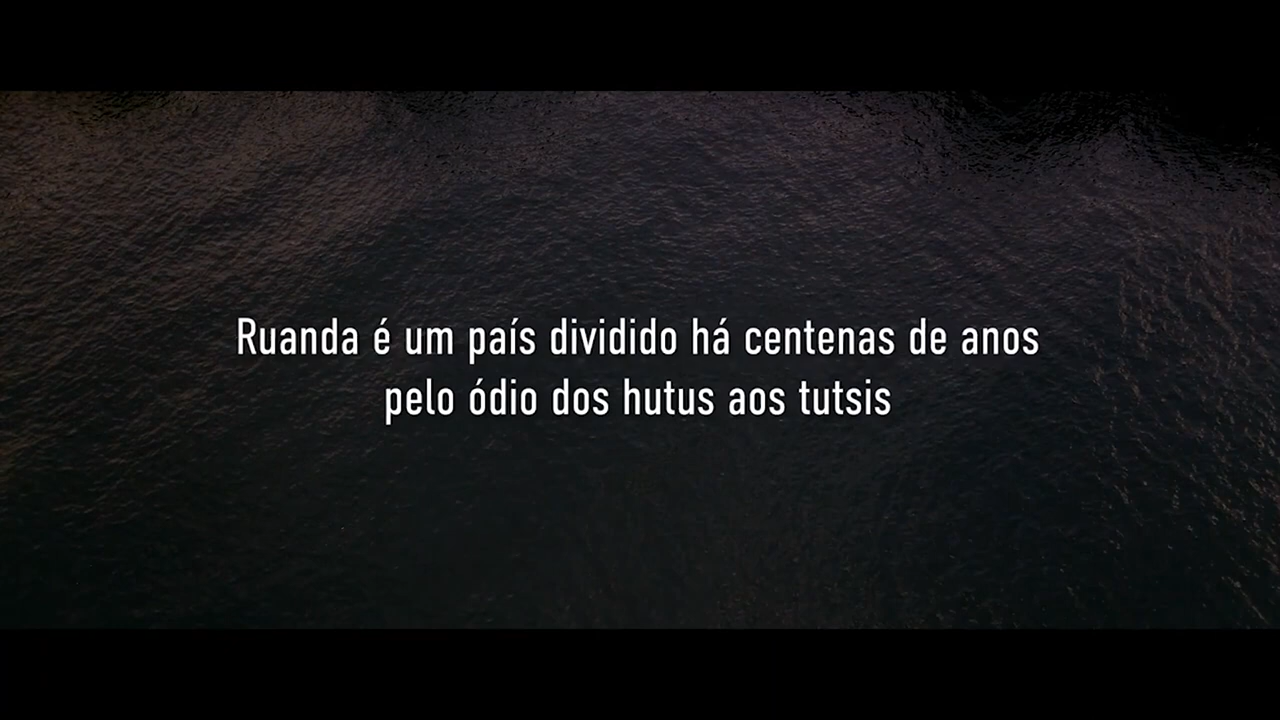 Ruanda é um país dividido há centenas de anos
pelo ódio dos hutus aos tutsis